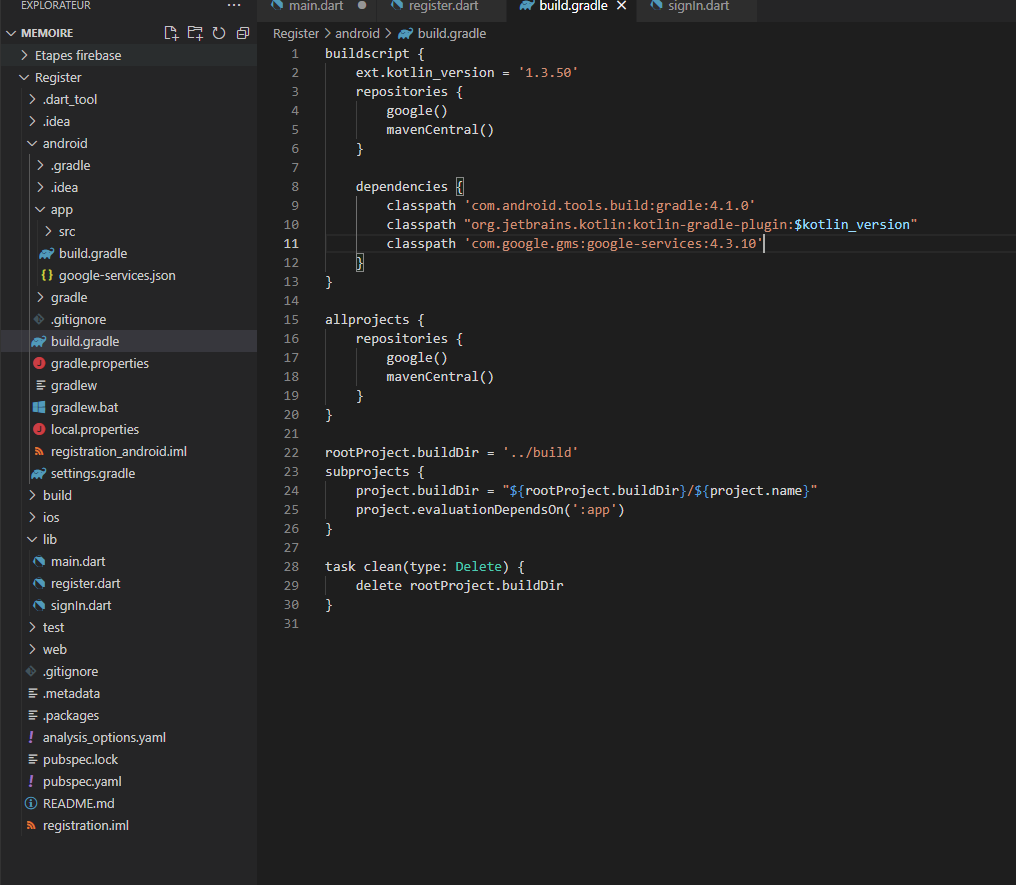 EXPLORATEUR ···
MEMOIRE
Etapes firebase
Register
.dart_tool
.idea
android
.gradle
.idea
app
src
build.gradle
google-services.json
gradle
.gitignore
build.gradle
gradle.properties
gradlew
gradlew.bat
local.properties
registration_android.iml
settings.gradle
build
ios
lib
main.dart
register.dart
signIn.dart
test
web
.gitignore
.metadata
.packages
analysis_options.yaml
pubspec.lock
pubspec.yaml
README.md
registration.iml
main.dart register.dart build.gradle signIn.dart
Register > android > build.gradle
1 buildscript {
2 ext.kotlin_version = '1.3.50'
3 repositories {
4 google()
5 mavenCentral()
6 }
7
8 dependencies {
9 classpath 'com.android.tools.build:gradle:4.1.0'
10 classpath "org.jetbrains.kotlin:kotlin-gradle-plugin:$kotlin_version"
11 classpath 'com.google.gms:google-services:4.3.10'
12 }
13 }
14
15 allprojects {
16 repositories {
17 google()
18 mavenCentral()
19 }
20 }
21
22 rootProject.buildDir = '../build'
23 subprojects {
24 project.buildDir = "${rootProject.buildDir}/${project.name}"
25 project.evaluationDependsOn(':app')
26 }
27
28 task clean(type: Delete) {
29 delete rootProject.buildDir
30 }
31